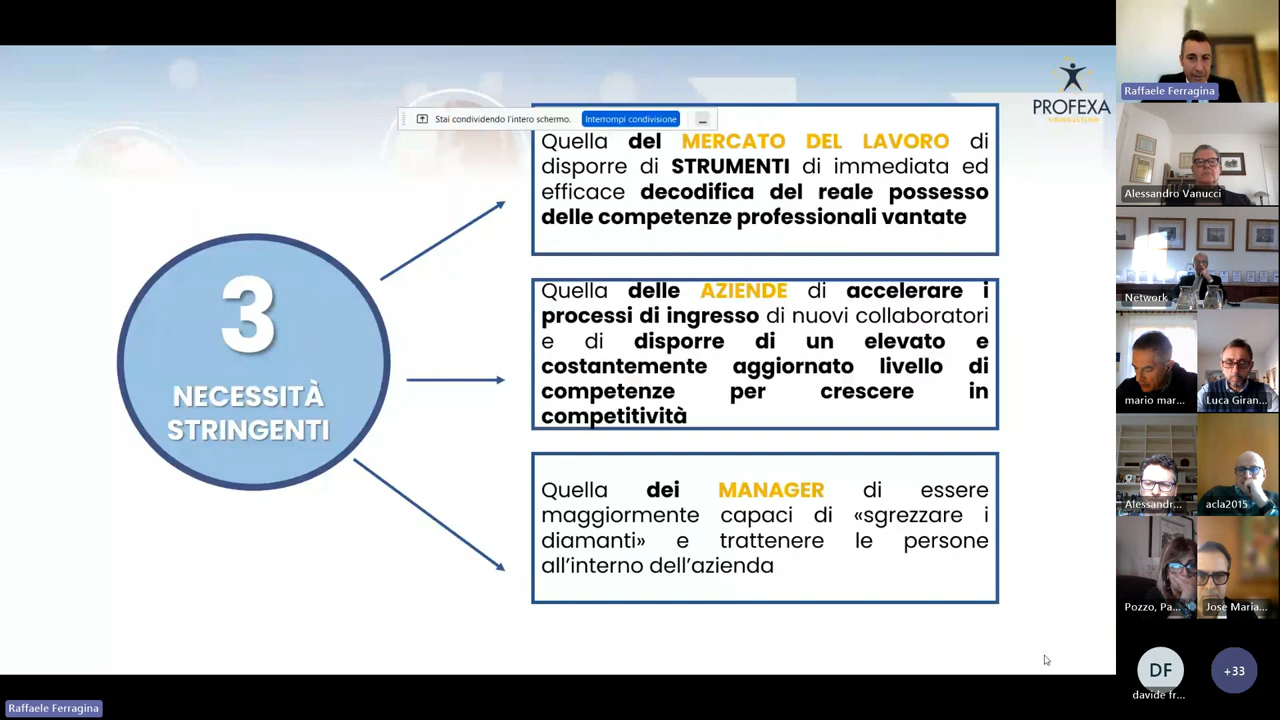 Stai condividendo l'intero schermo.
Interrompi condivisione
PROFEXA
Quella del MERCATO DEL LAVORO di
disporre di STRUMENTI di immediata ed
efficace decodifica del reale possesso
delle competenze professionali vantate
3
NECESSITÀ
STRINGENTI
Quella delle AZIENDE di accelerare i
processi di ingresso di nuovi collaboratori
e di disporre di un elevato e
costantemente aggiornato livello di
competenze per crescere in
competitività
Quella dei MANAGER di essere
maggiormente capaci di «sgrezzare i
diamanti» e trattenere le persone
all'interno dell'azienda
Raffaele Ferragina
Raffaele Ferragina
Alessandro Vanucci
Network
mario mar...
Luca Giran...
Alessandr...
acla2015
Pozzo, Pa...
Jose Maria...
DF
davide fr...
+33